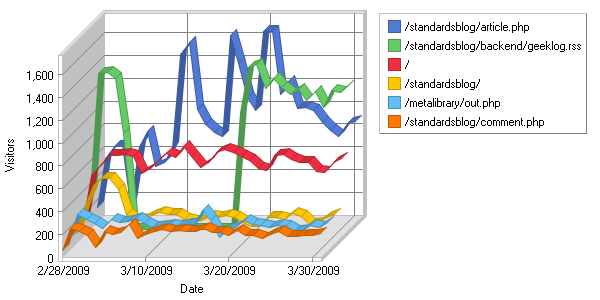 /standardsblog/article.php
/standardsblog/backend/geeklog.rss
/
/standardsblog/
/metalibrary/out.php
/standardsblog/comment.php
Visitors
1,600
1,400
1,200
1,000
800
600
400
200
0
2/28/2009 3/10/2009 3/20/2009 3/30/2009
Date